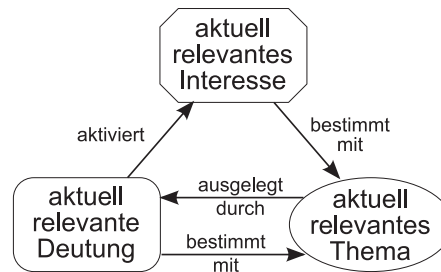 aktuell
relevantes
Interesse
aktiviert
bestimmt
mit
aktuell
relevante
Deutung
ausgelegt
durch
bestimmt
mit
aktuell
relevantes
Thema